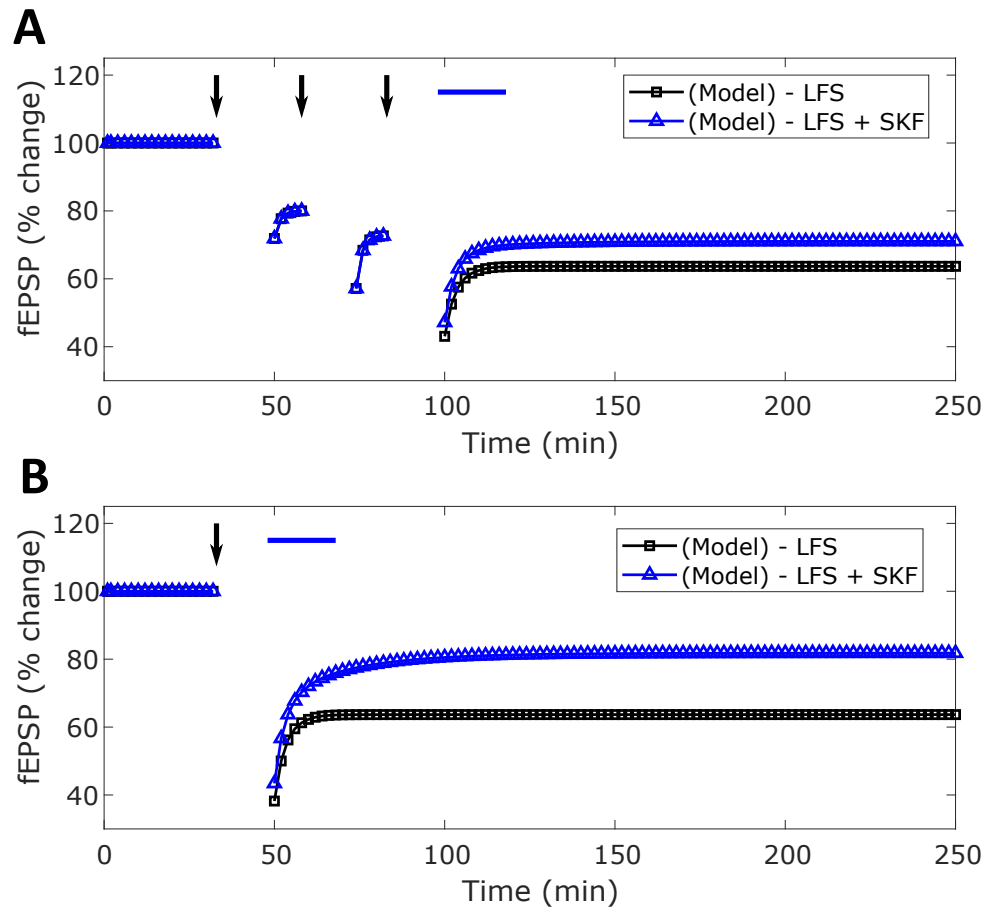 A
fEPSP (% change)
120
100
80
60
40
(Model) - LFS
(Model) - LFS + SKF
0 50 100 150 200 250
Time (min)
B
fEPSP (% change)
120
100
80
60
40
(Model) - LFS
(Model) - LFS + SKF
0 50 100 150 200 250
Time (min)